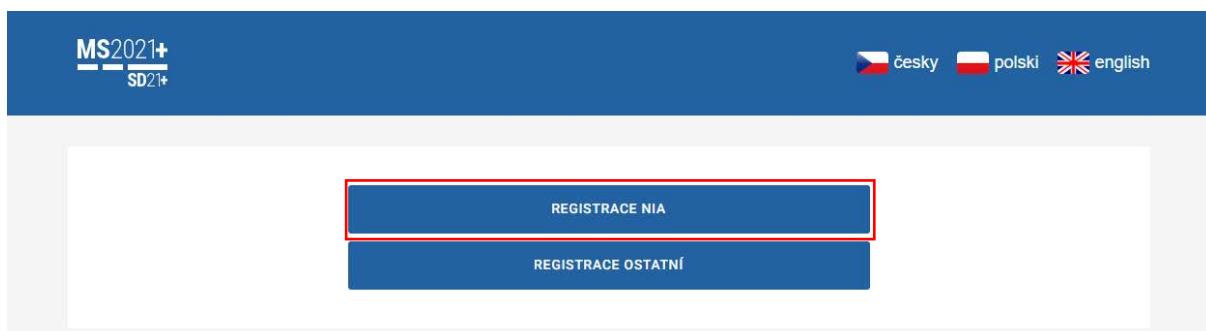 MS2021+
SD21+
česky polski english
REGISTRACE NIA
REGISTRACE OSTATNÍ